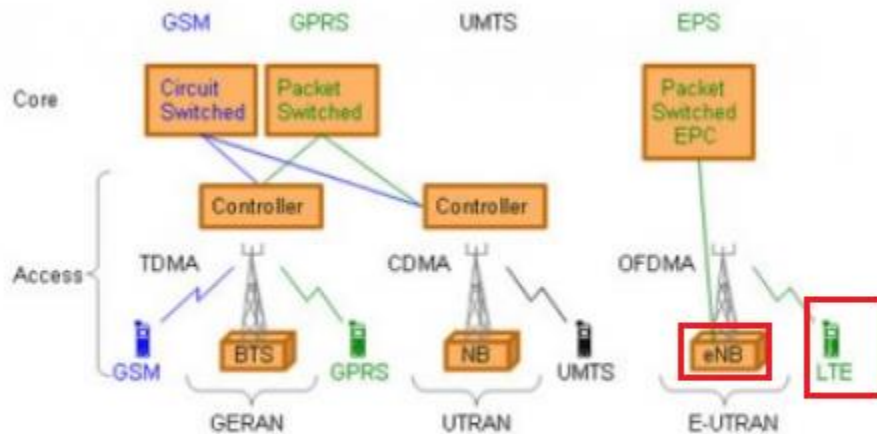 GSM GPRS UMTS EPS
Core
Circuit
Switched
Packet
Switched
Packet
Switched
EPC
Controller
Controller
Access
TDMA
CDMA
OFDMA
BTS
NB
eNB
GSM
GPRS
UMTS
LTE
GERAN
UTRAN
E-UTRAN